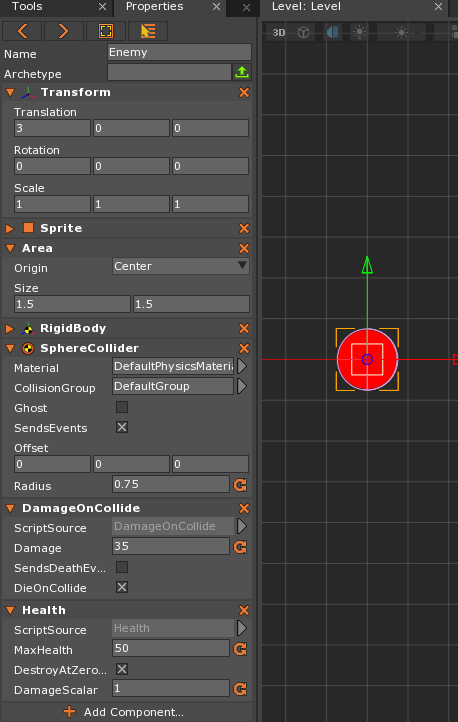 Tools Properties Level: Level
3D
Name Enemy
Archetype
Transform
Translation
3 0 0
Rotation
0 0 0
Scale
1 1 1
Sprite
Area
Origin Center
Size
1.5 1.5
RigidBody
SphereCollider
Material DefaultPhysicsMateri
CollisionGroup DefaultGroup
Ghost
SendsEvents
Offset
0 0 0
Radius 0.75
DamageOnCollide
ScriptSource DamageOnCollide
Damage 35
SendsDeathEv...
DieOnCollide
Health
ScriptSource Health
MaxHealth 50
DestroyAtZero...
DamageScalar 1
Add Component...